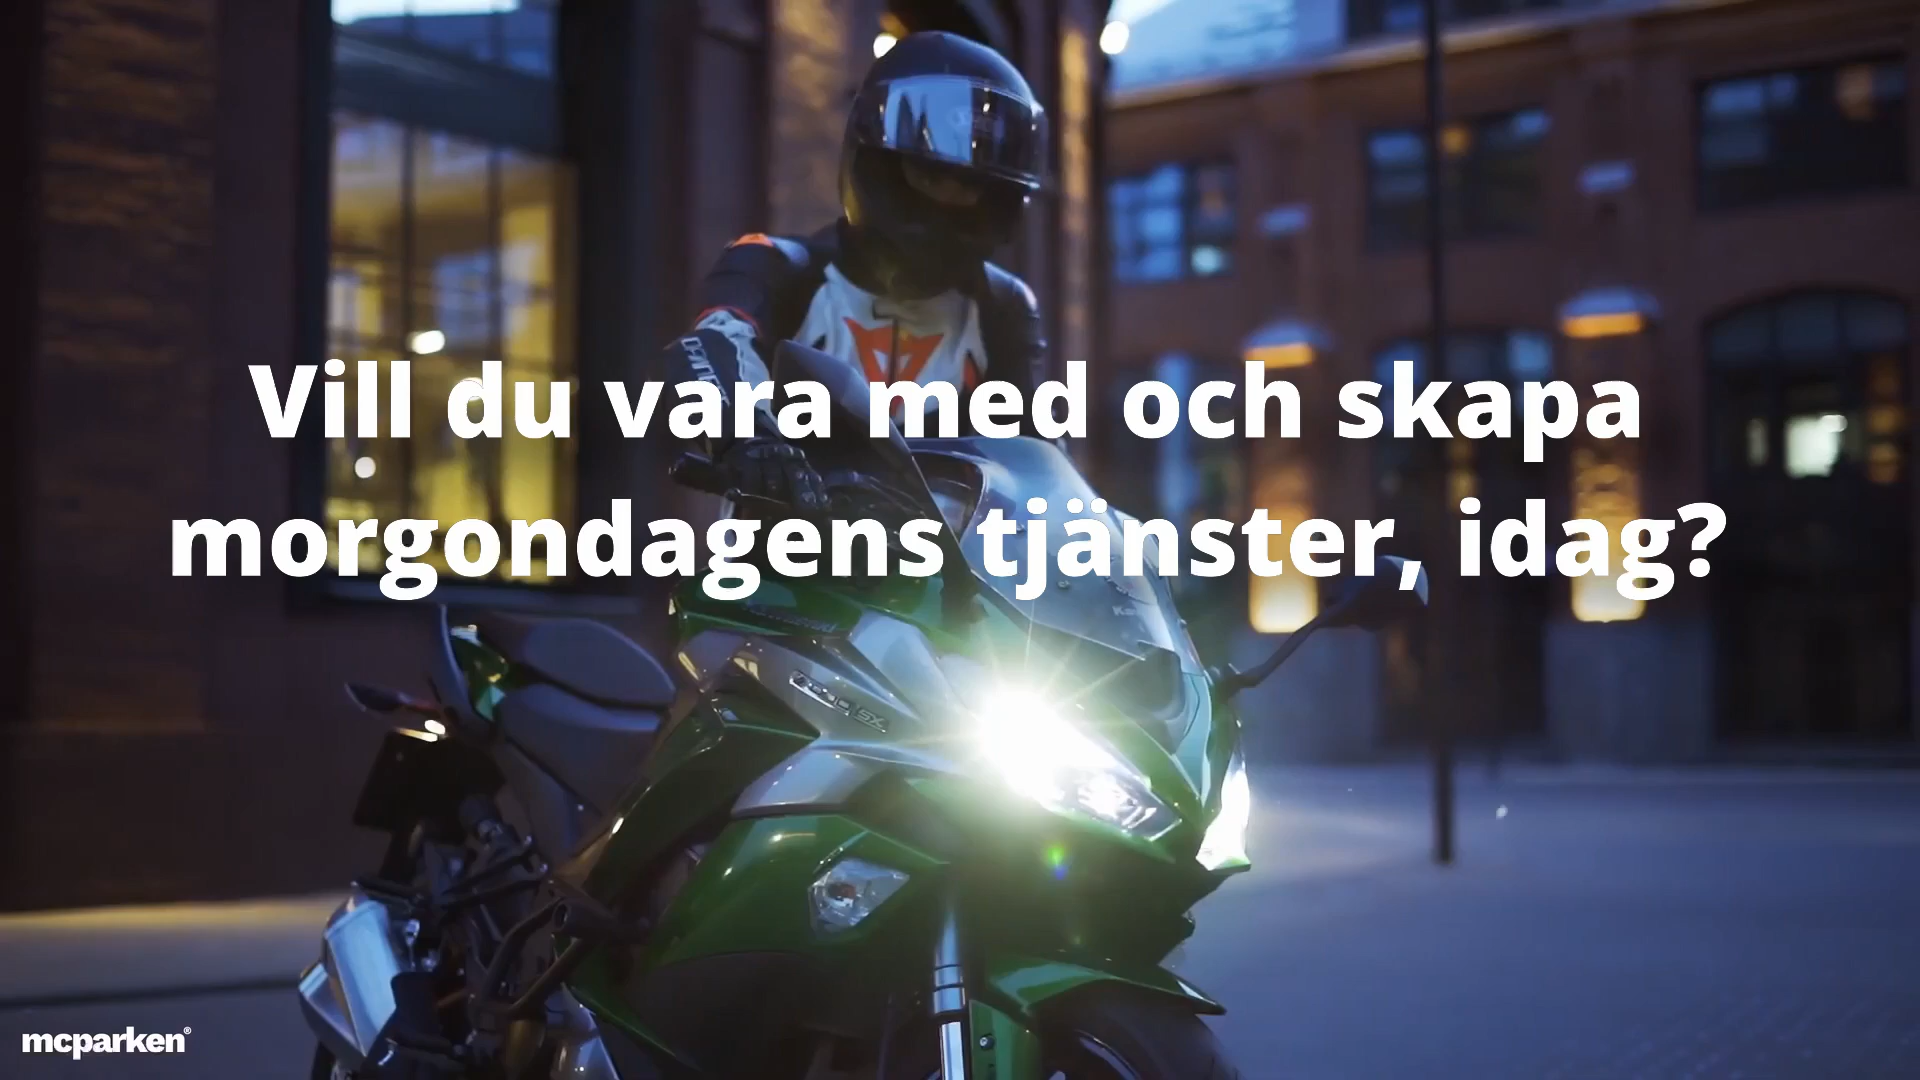 Vill du vara med och skapa
morgondagens tjänster, idag?
mcparken®